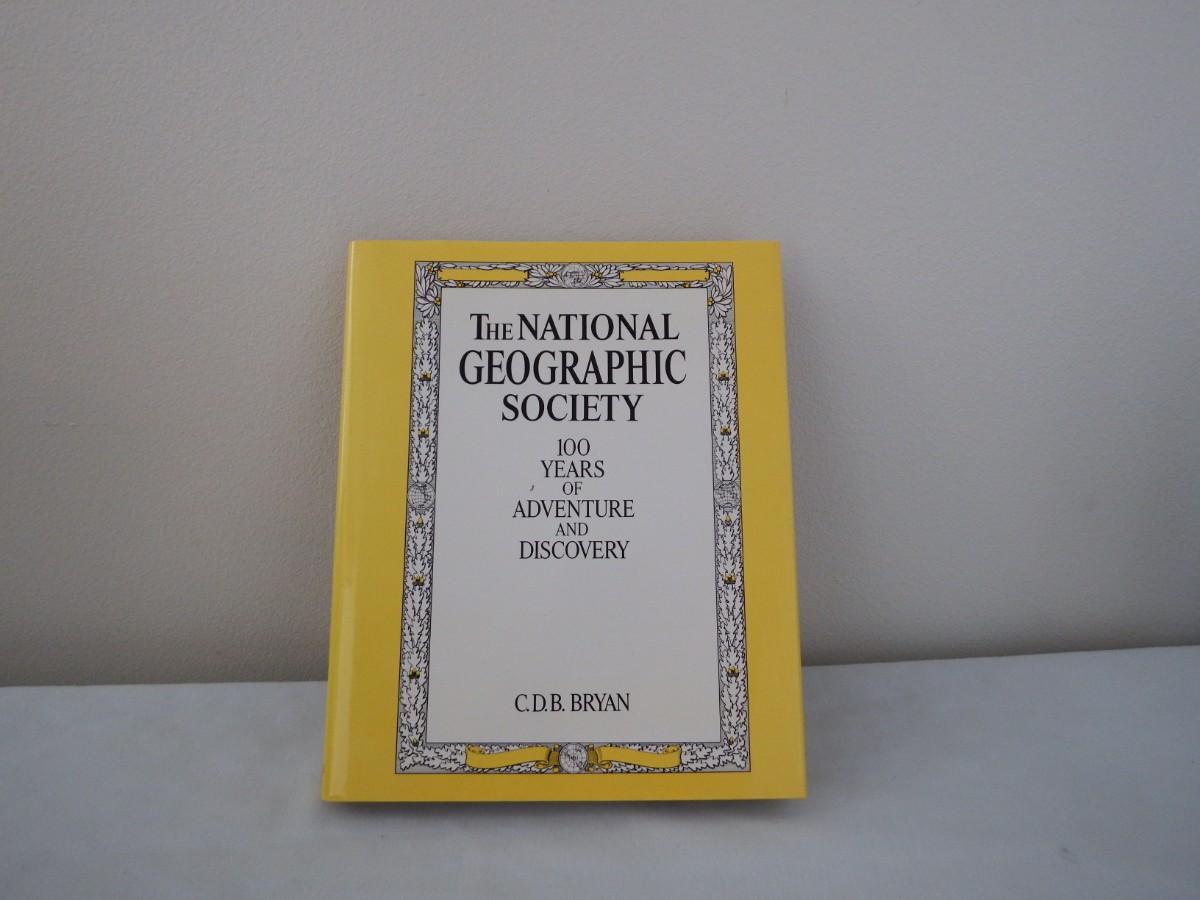 THE NATIONAL
GEOGRAPHIC
SOCIETY
100
YEARS
OF
ADVENTURE
AND
DISCOVERY
C.D.B. BRYAN